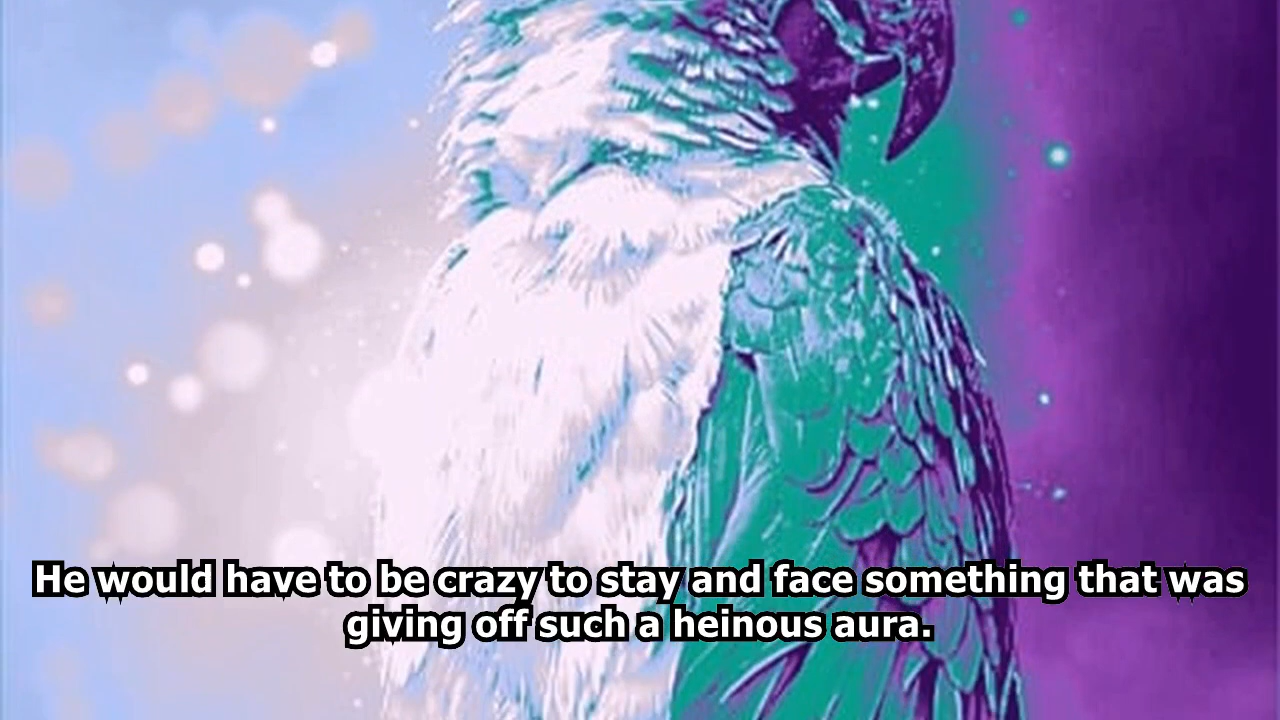 He would have to be crazy to stay and face something that was
giving off such a heinous aura.